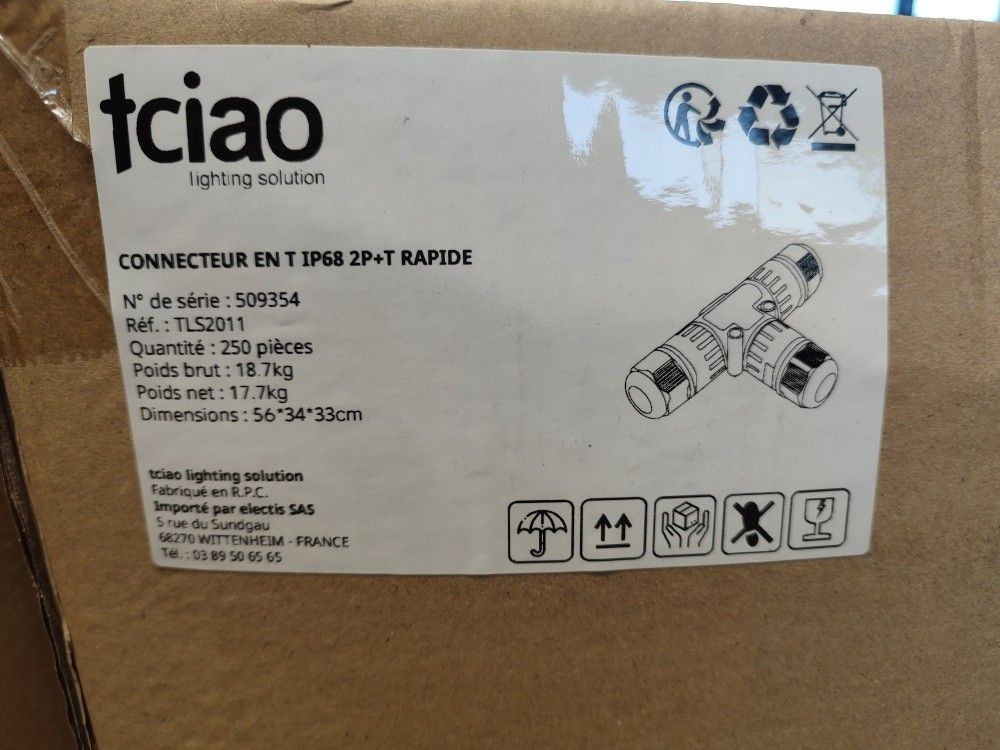 tciao
lighting solution
CONNECTEUR EN T IP68 2P+T RAPIDE
N° de série : 509354
Réf. : TLS2011
Quantité : 250 pièces
Poids brut : 18.7kg
Poids net : 17.7kg
Dimensions : 56*34*33cm
tciao lighting solution
Fabriqué en R.P.C.
Importé par electis SAS
5 rue du Sundgau
68270 WITTENHEIM - FRANCE
Tél. : 03 89 50 65 65